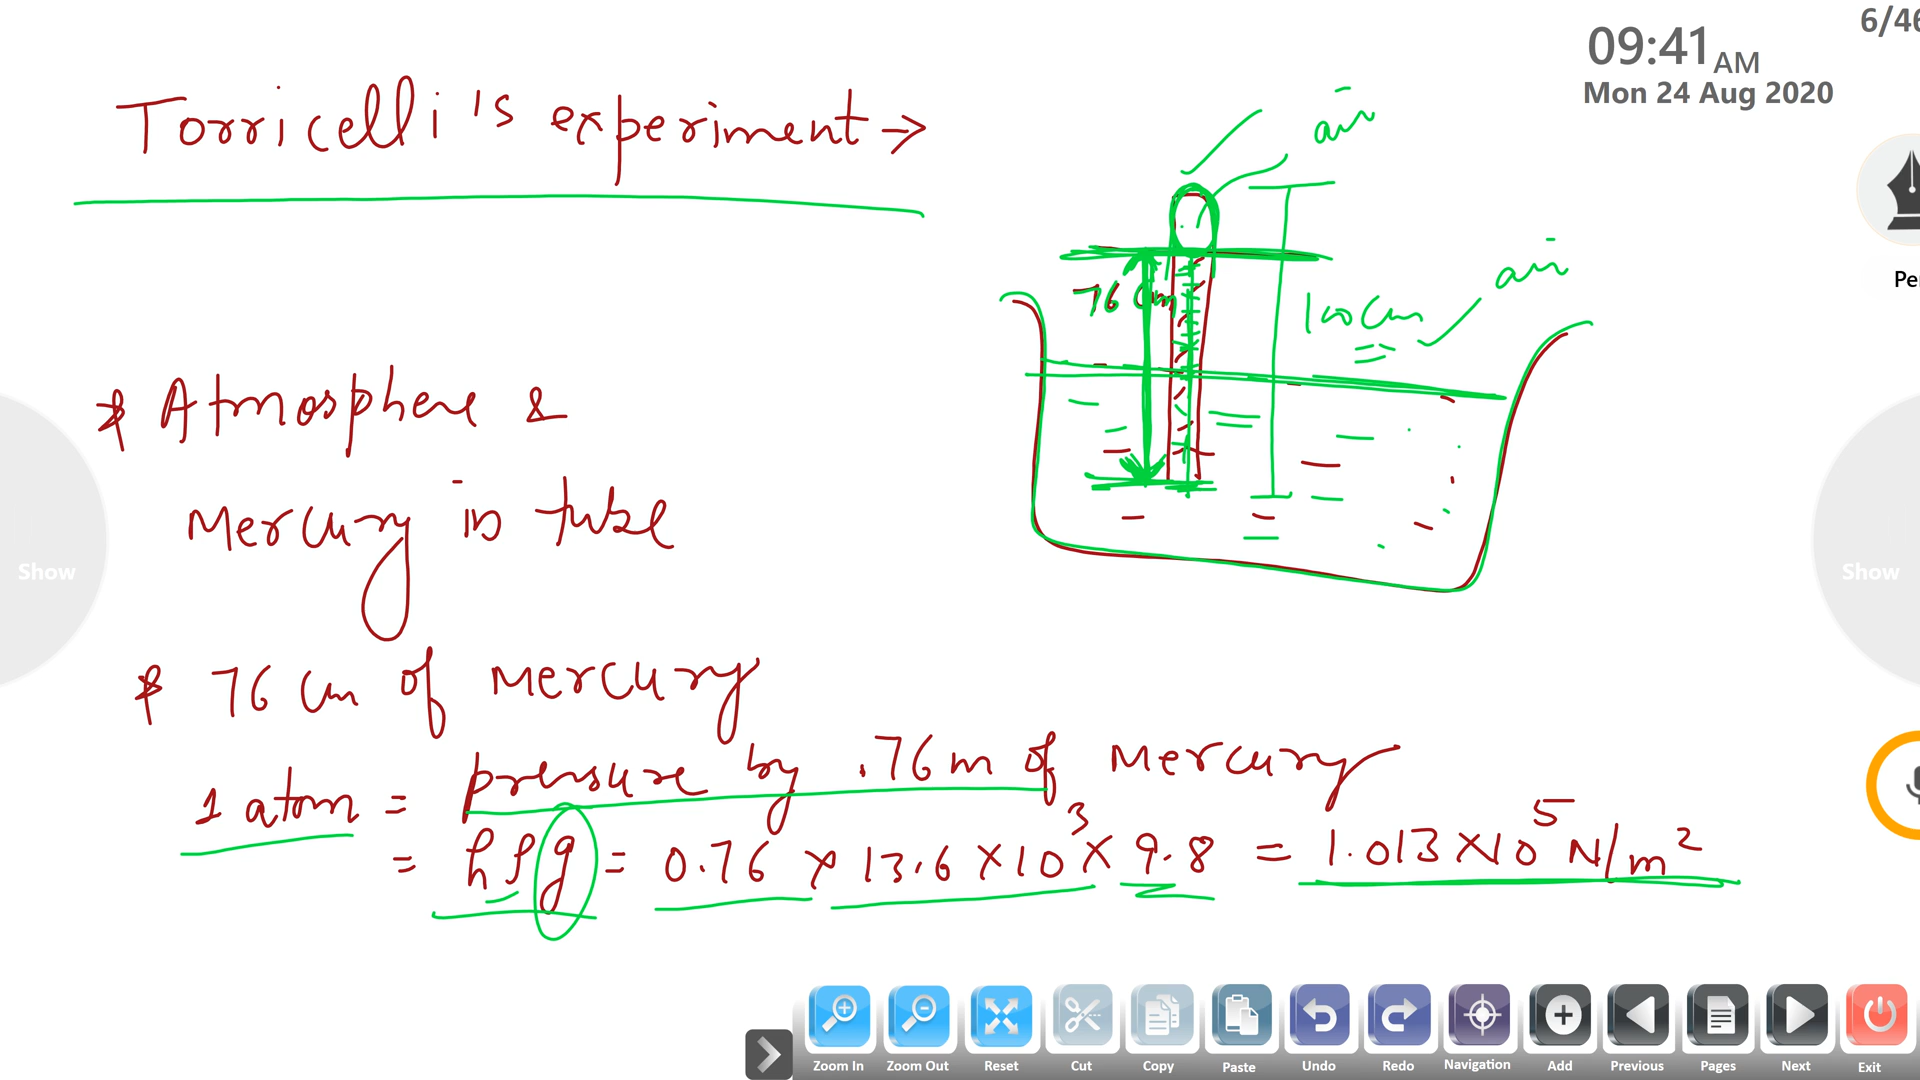 6/46
09:41 AM
Mon 24 Aug 2020
Torricelli's experiment →
air
air
76 cm
100 cm
* Atmosphere &
Mercury in tube
* 76 cm of mercury
1 atom = pressure by .76 m of mercury
= hρg = 0.76 × 13.6 × 10³ × 9.8 = 1.013 × 10⁵ N/m²
Show
Show
Zoom In Zoom Out Reset Cut Copy Paste Undo Redo Navigation Add Previous Pages Next Exit